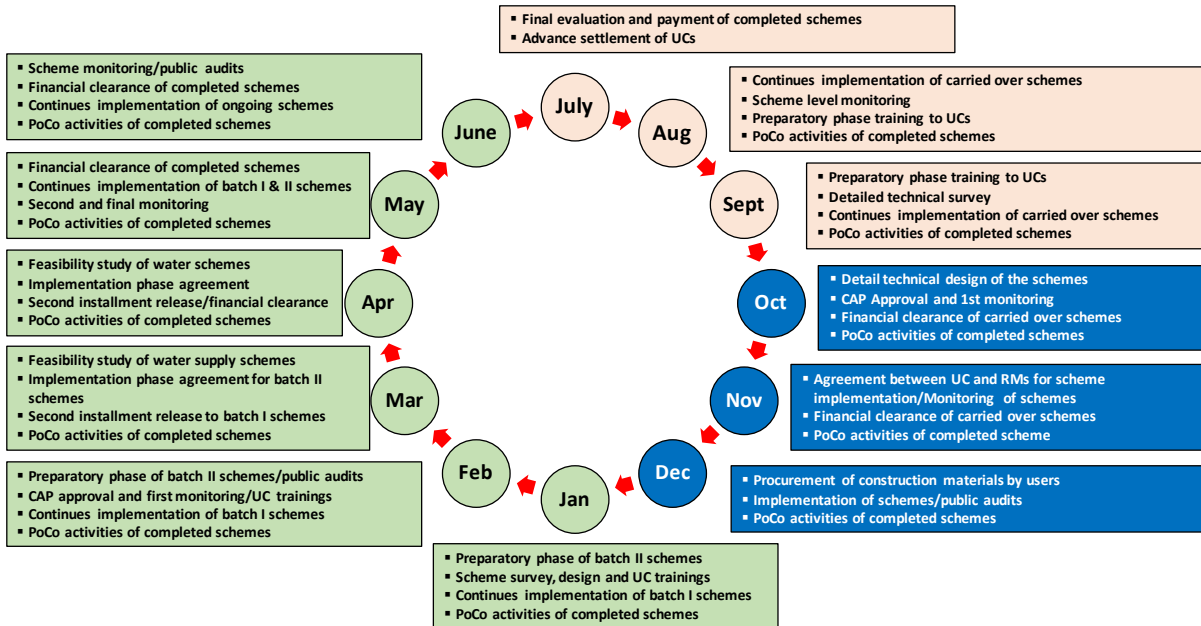 ▪ Final evaluation and payment of completed schemes
▪ Advance settlement of UCs
July
▪ Continues implementation of carried over schemes
▪ Scheme level monitoring
▪ Preparatory phase training to UCs
▪ PoCo activities of completed schemes
Aug
▪ Preparatory phase training to UCs
▪ Detailed technical survey
▪ Continues implementation of carried over schemes
▪ PoCo activities of completed schemes
Sept
▪ Detail technical design of the schemes
▪ CAP Approval and 1st monitoring
▪ Financial clearance of carried over schemes
▪ PoCo activities of completed schemes
Oct
▪ Agreement between UC and RMs for scheme
implementation/Monitoring of schemes
▪ Financial clearance of carried over schemes
▪ PoCo activities of completed scheme
Nov
▪ Procurement of construction materials by users
▪ Implementation of schemes/public audits
▪ PoCo activities of completed schemes
Dec
▪ Preparatory phase of batch II schemes
▪ Scheme survey, design and UC trainings
▪ Continues implementation of batch I schemes
▪ PoCo activities of completed schemes
Jan
▪ Preparatory phase of batch II schemes/public audits
▪ CAP approval and first monitoring/UC trainings
▪ Continues implementation of batch I schemes
▪ PoCo activities of completed schemes
Feb
▪ Feasibility study of water supply schemes
▪ Implementation phase agreement for batch II
schemes
▪ Second installment release to batch I schemes
▪ PoCo activities of completed schemes
Mar
▪ Feasibility study of water schemes
▪ Implementation phase agreement
▪ Second installment release/financial clearance
▪ PoCo activities of completed schemes
Apr
▪ Financial clearance of completed schemes
▪ Continues implementation of batch I & II schemes
▪ Second and final monitoring
▪ PoCo activities of completed schemes
May
▪ Scheme monitoring/public audits
▪ Financial clearance of completed schemes
▪ Continues implementation of ongoing schemes
▪ PoCo activities of completed schemes
June